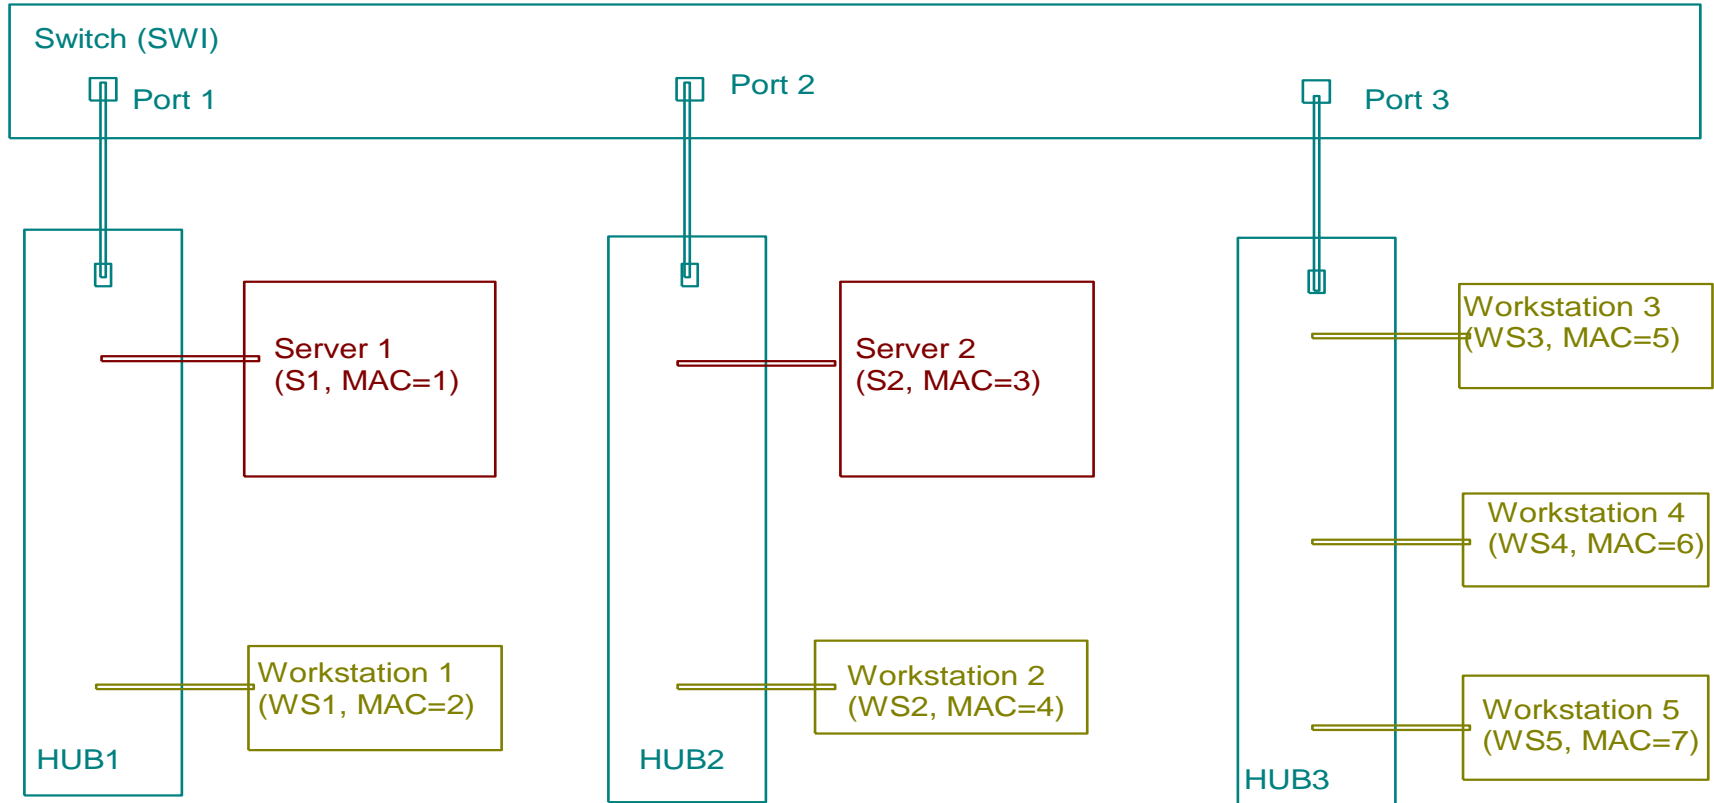 Switch (SWI)
Port 1
Port 2
Port 3
Server 1
(S1, MAC=1)
Server 2
(S2, MAC=3)
Workstation 3
(WS3, MAC=5)
Workstation 4
(WS4, MAC=6)
Workstation 1
(WS1, MAC=2)
Workstation 2
(WS2, MAC=4)
Workstation 5
(WS5, MAC=7)
HUB1
HUB2
HUB3